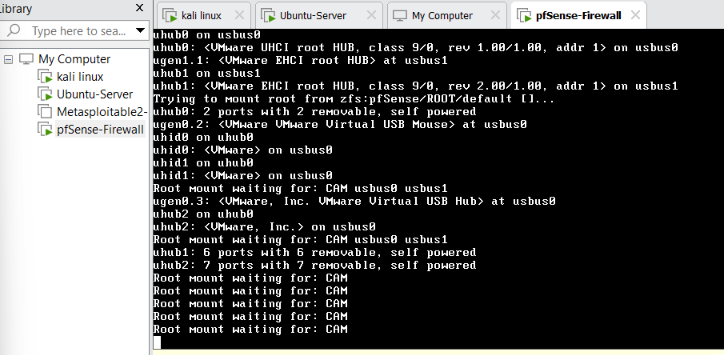 Library
Type here to sea...
My Computer
kali linux
Ubuntu-Server
Metasploitable2-
pfSense-Firewall
kali linux
Ubuntu-Server
My Computer
pfSense-Firewall
uhub0 on usbus0
uhub0: <VMware UHCI root HUB, class 9/0, rev 1.00/1.00, addr 1> on usbus0
ugen1.1: <VMware EHCI root HUB> at usbus1
uhub1 on usbus1
uhub1: <VMware EHCI root HUB, class 9/0, rev 2.00/1.00, addr 1> on usbus1
Trying to mount root from zfs:pfSense/ROOT/default []...
uhub0: 2 ports with 2 removable, self powered
ugen0.2: <VMware VMware Virtual USB Mouse> at usbus0
uhid0 on uhub0
uhid0: <VMware> on usbus0
uhid1 on uhub0
uhid1: <VMware> on usbus0
Root mount waiting for: CAM usbus0 usbus1
ugen0.3: <VMware, Inc. VMware Virtual USB Hub> at usbus0
uhub2 on uhub0
uhub2: <VMware, Inc.> on usbus0
Root mount waiting for: CAM usbus0 usbus1
uhub1: 6 ports with 6 removable, self powered
uhub2: 7 ports with 7 removable, self powered
Root mount waiting for: CAM
Root mount waiting for: CAM
Root mount waiting for: CAM
Root mount waiting for: CAM
Root mount waiting for: CAM